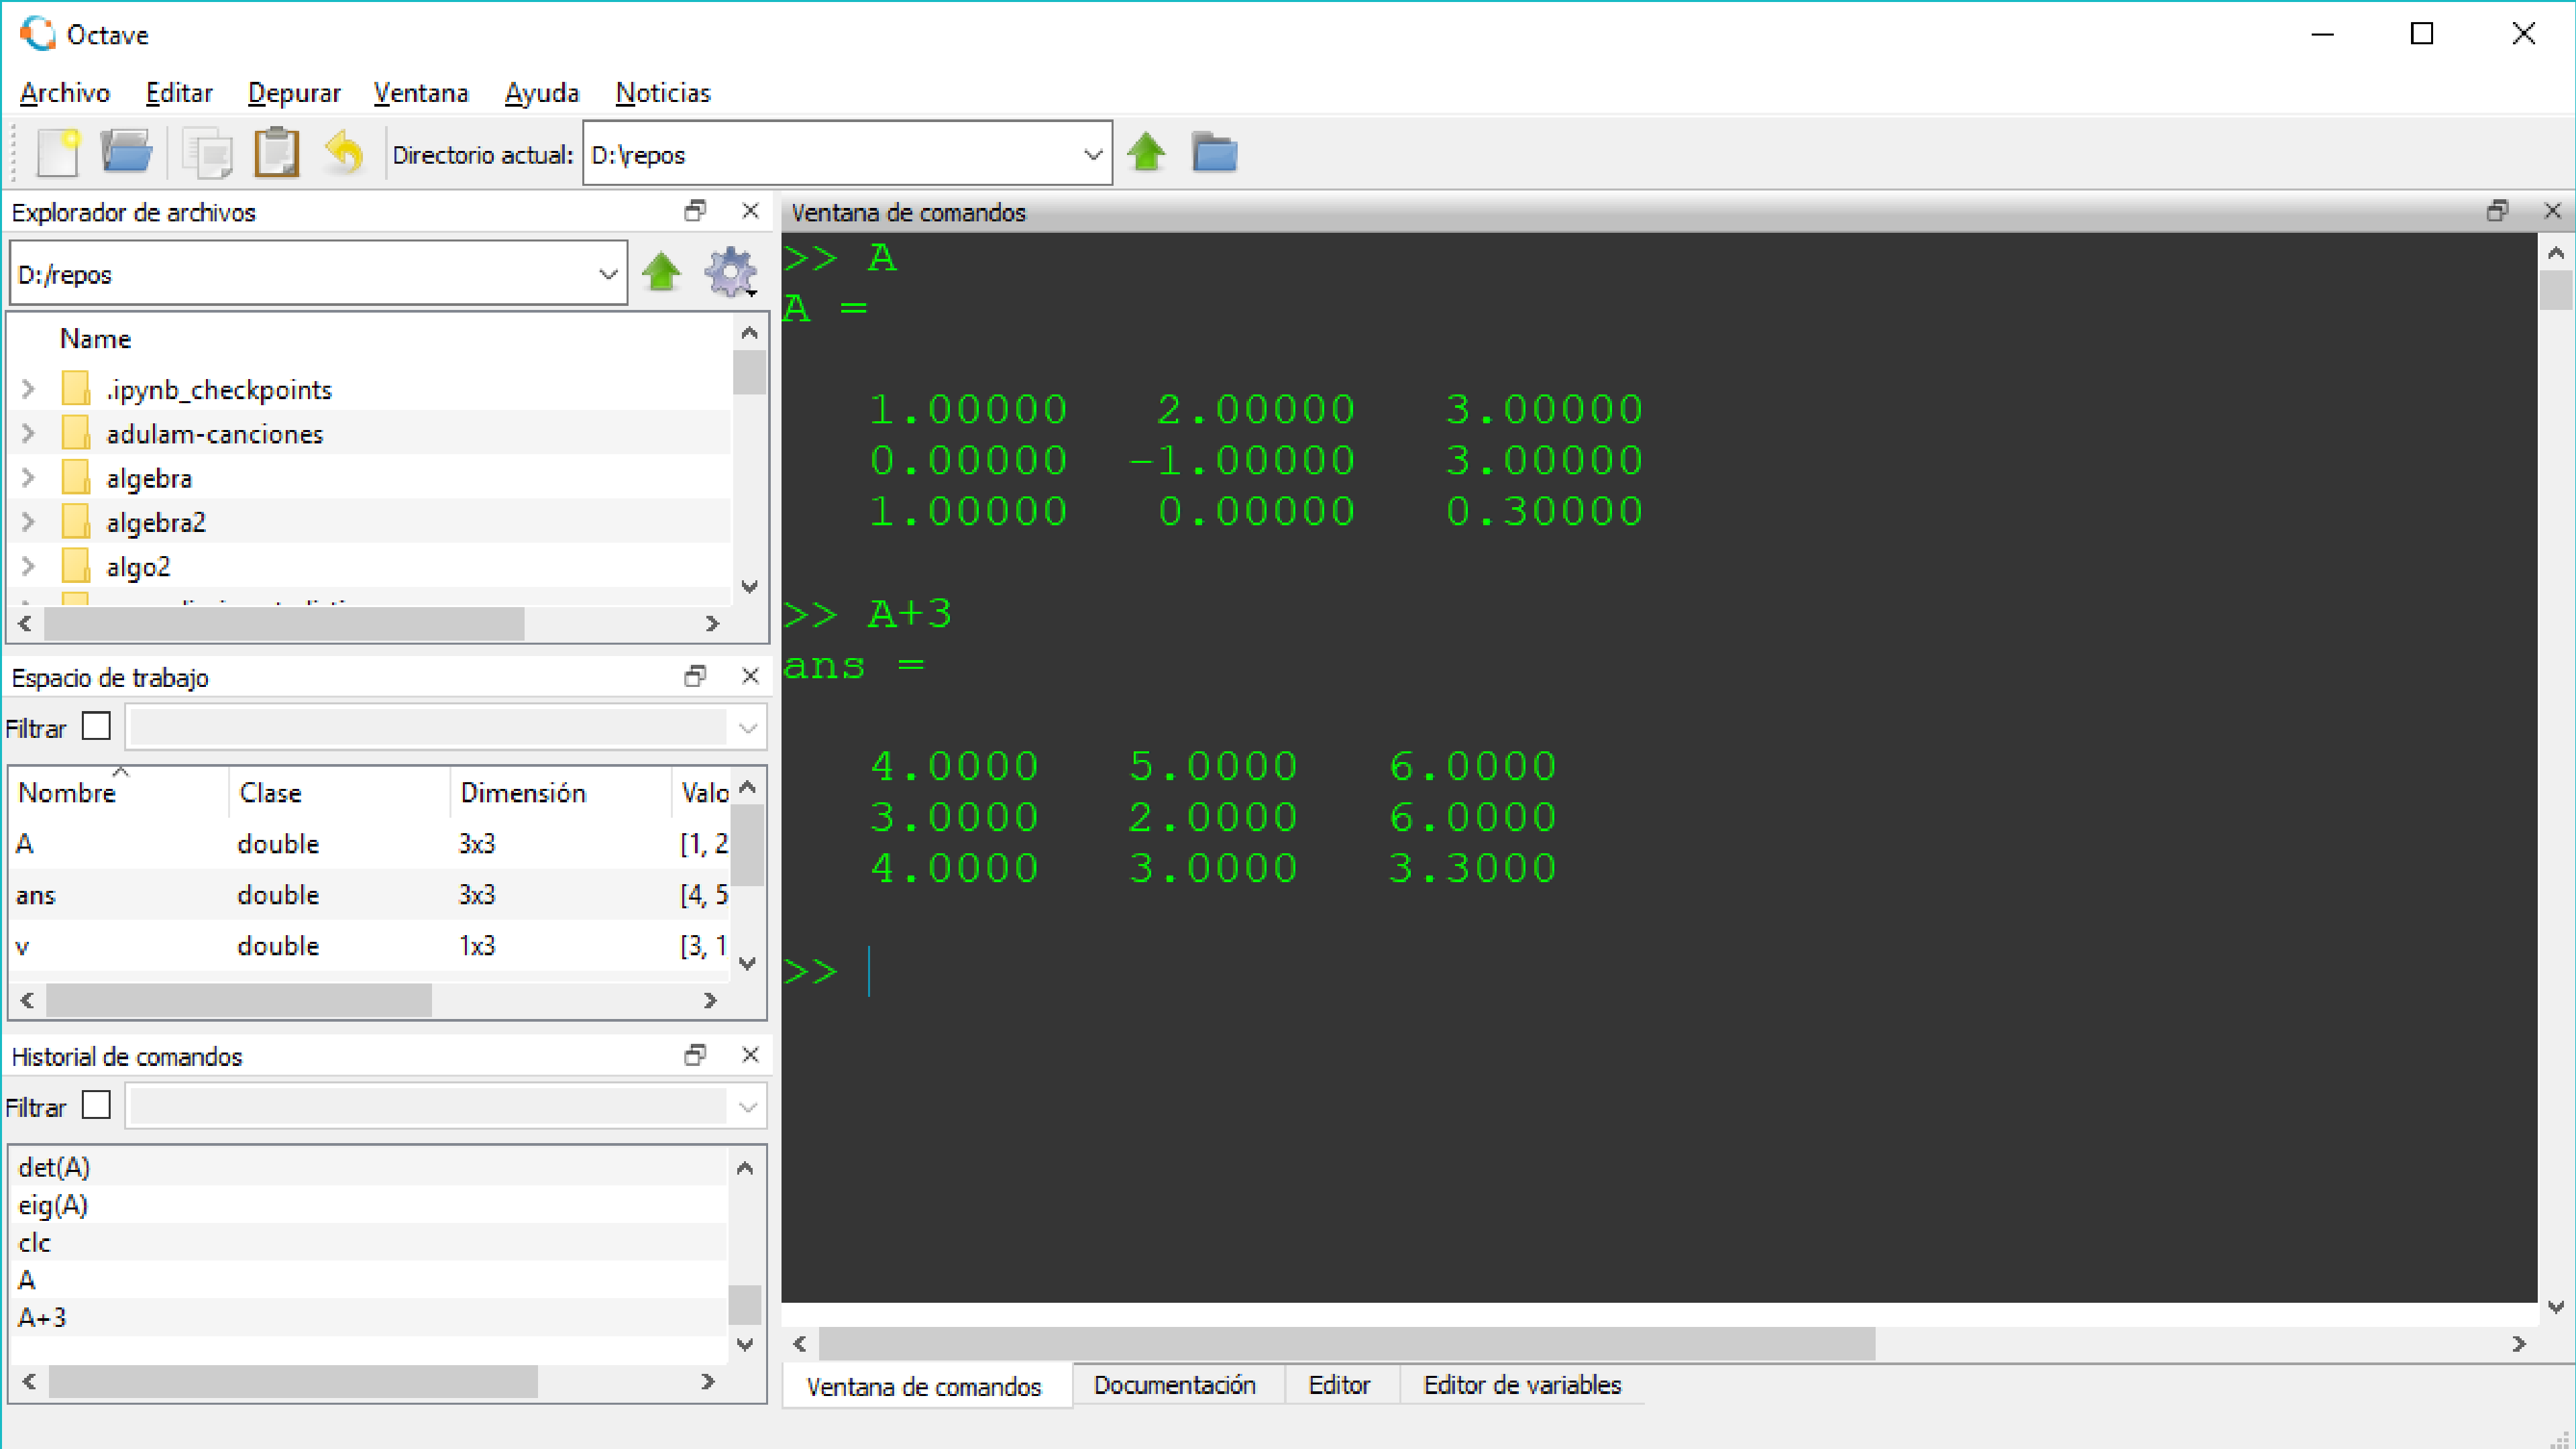 Octave
Archivo Editar Depurar Ventana Ayuda Noticias
Directorio actual: D:\repos
Explorador de archivos
D:/repos
Name
.ipynb_checkpoints
adulam-canciones
algebra
algebra2
algo2
Espacio de trabajo
Filtrar
Nombre Clase Dimensión Valo
A double 3x3 [1, 2
ans double 3x3 [4, 5
v double 1x3 [3, 1
Historial de comandos
Filtrar
det(A)
eig(A)
clc
A
A+3
Ventana de comandos
>> A
A =
1.00000 2.00000 3.00000
0.00000 -1.00000 3.00000
1.00000 0.00000 0.30000
>> A+3
ans =
4.0000 5.0000 6.0000
3.0000 2.0000 6.0000
4.0000 3.0000 3.3000
>>
Ventana de comandos Documentación Editor Editor de variables